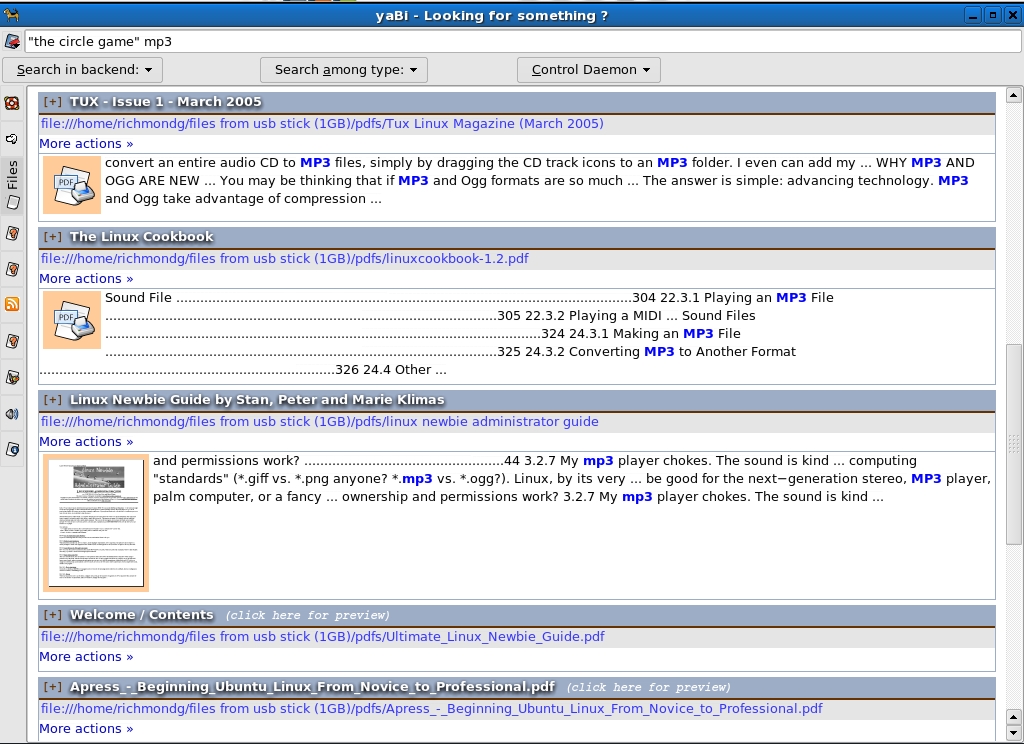 yaBi - Looking for something ?
"the circle game" mp3
Search in backend:
Search among type:
Control Daemon
Files
[+] TUX - Issue 1 - March 2005
file:///home/richmondg/files from usb stick (1GB)/pdfs/Tux Linux Magazine (March 2005)
More actions »
PDF
convert an entire audio CD to MP3 files, simply by dragging the CD track icons to an MP3 folder. I even can add my ... WHY MP3 AND
OGG ARE NEW ... You may be thinking that if MP3 and Ogg formats are so much ... The answer is simple: advancing technology. MP3
and Ogg take advantage of compression ...
[+] The Linux Cookbook
file:///home/richmondg/files from usb stick (1GB)/pdfs/linuxcookbook-1.2.pdf
More actions »
PDF
Sound File ..................................................................................................................304 22.3.1 Playing an MP3 File
..................................................................................................305 22.3.2 Playing a MIDI ... Sound Files
.............................................................................................................324 24.3.1 Making an MP3 File
..................................................................................................325 24.3.2 Converting MP3 to Another Format
..........................................................................326 24.4 Other ...
[+] Linux Newbie Guide by Stan, Peter and Marie Klimas
file:///home/richmondg/files from usb stick (1GB)/pdfs/linux newbie administrator guide
More actions »
and permissions work? ..................................................44 3.2.7 My mp3 player chokes. The sound is kind ... computing
"standards" (*.giff vs. *.png anyone? *.mp3 vs. *.ogg?). Linux, by its very ... be good for the next−generation stereo, MP3 player,
palm computer, or a fancy ... ownership and permissions work? 3.2.7 My mp3 player chokes. The sound is kind ...
[+] Welcome / Contents (click here for preview)
file:///home/richmondg/files from usb stick (1GB)/pdfs/Ultimate_Linux_Newbie_Guide.pdf
More actions »
[+] Apress_-_Beginning_Ubuntu_Linux_From_Novice_to_Professional.pdf (click here for preview)
file:///home/richmondg/files from usb stick (1GB)/pdfs/Apress_-_Beginning_Ubuntu_Linux_From_Novice_to_Professional.pdf
More actions »